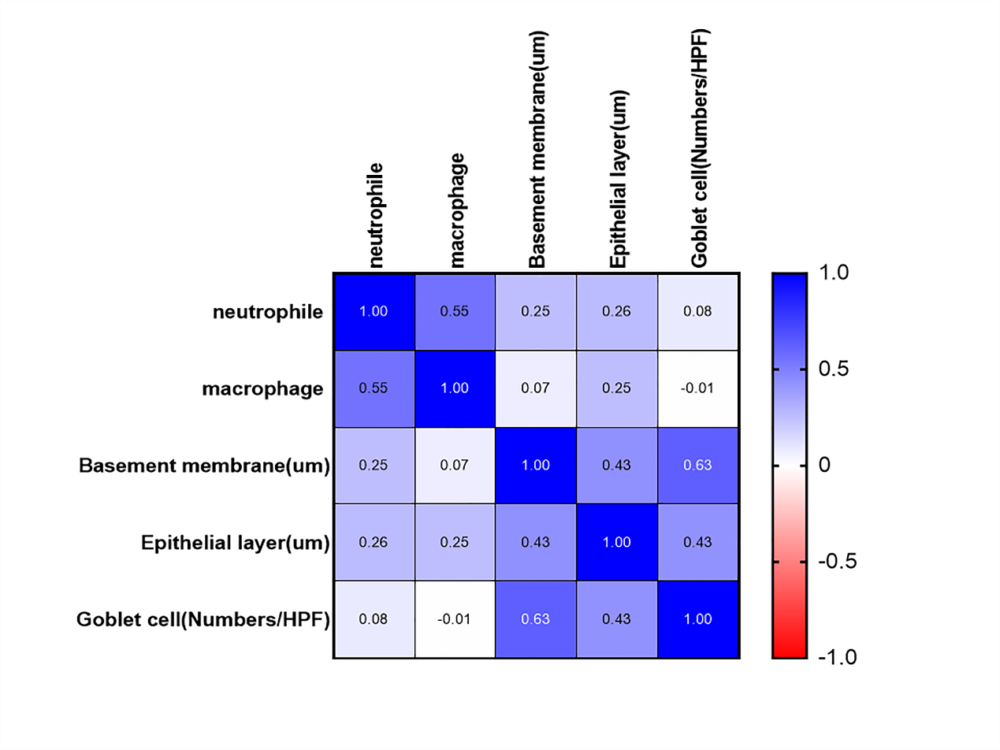 neutrophile
macrophage
Basement membrane(um)
Epithelial layer(um)
Goblet cell(Numbers/HPF)
neutrophile 1.00 0.55 0.25 0.26 0.08
macrophage 0.55 1.00 0.07 0.25 -0.01
Basement membrane(um) 0.25 0.07 1.00 0.43 0.63
Epithelial layer(um) 0.26 0.25 0.43 1.00 0.43
Goblet cell(Numbers/HPF) 0.08 -0.01 0.63 0.43 1.00
1.0
0.5
0
-0.5
-1.0